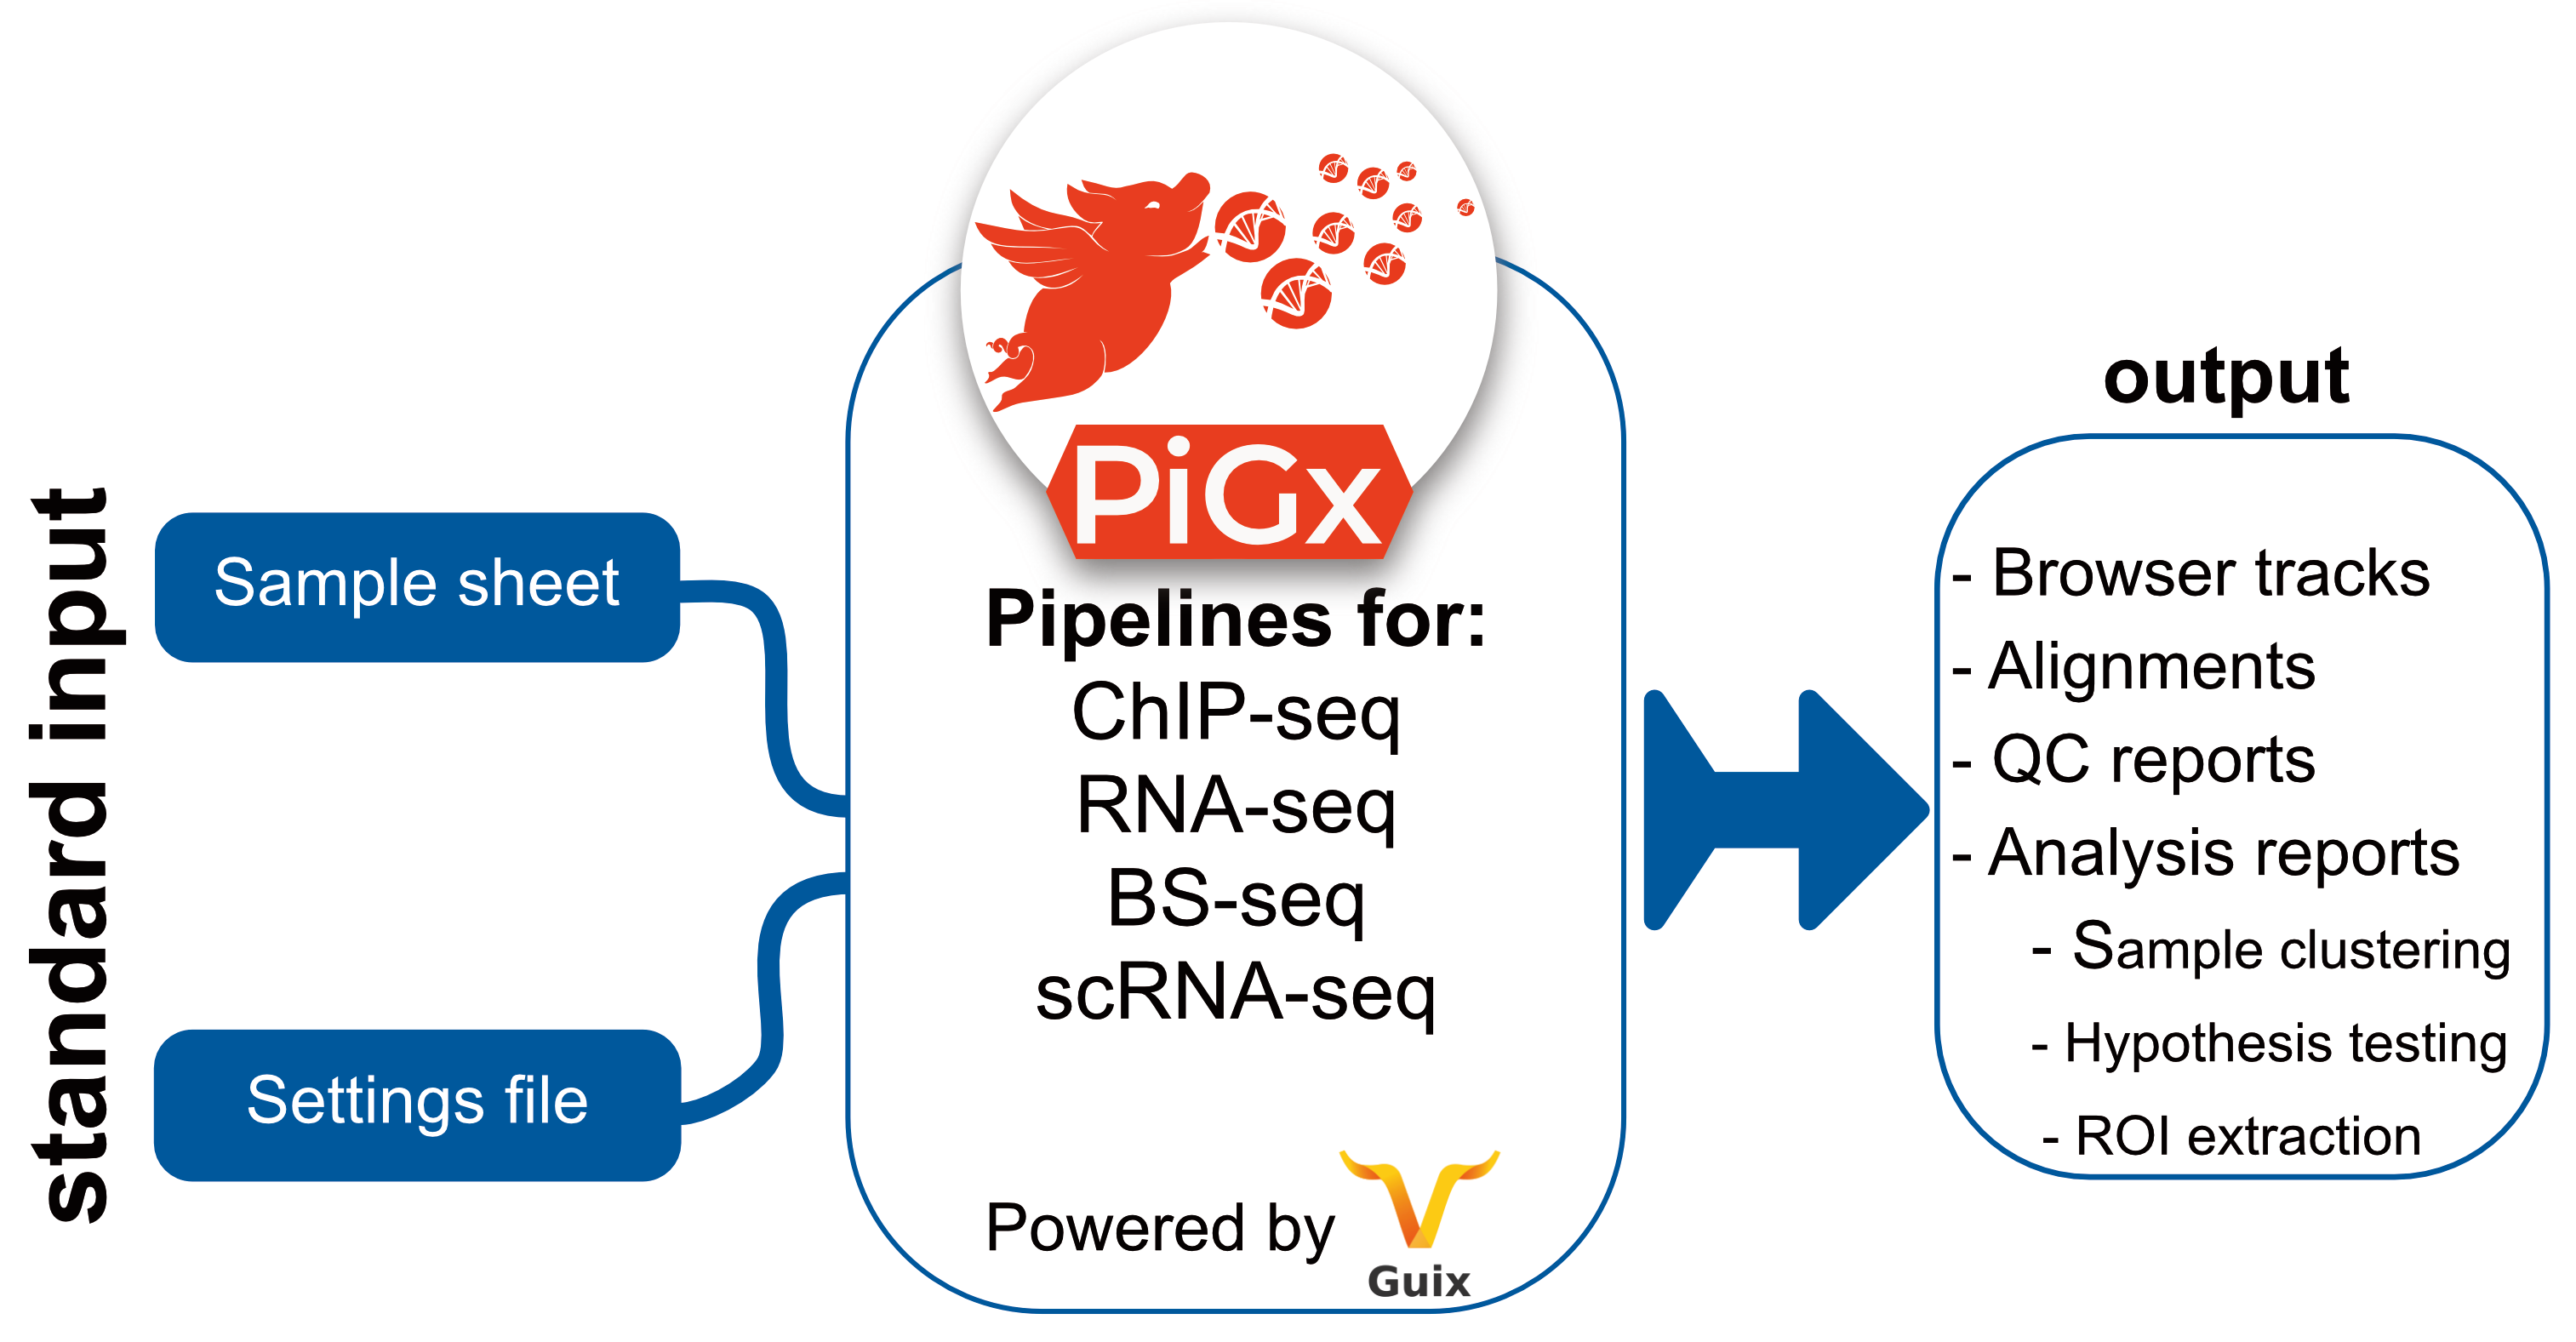 standard input
Sample sheet
Settings file
PiGx
Pipelines for:
ChIP-seq
RNA-seq
BS-seq
scRNA-seq
Powered by
Guix
output
- Browser tracks
- Alignments
- QC reports
- Analysis reports
- Sample clustering
- Hypothesis testing
- ROI extraction